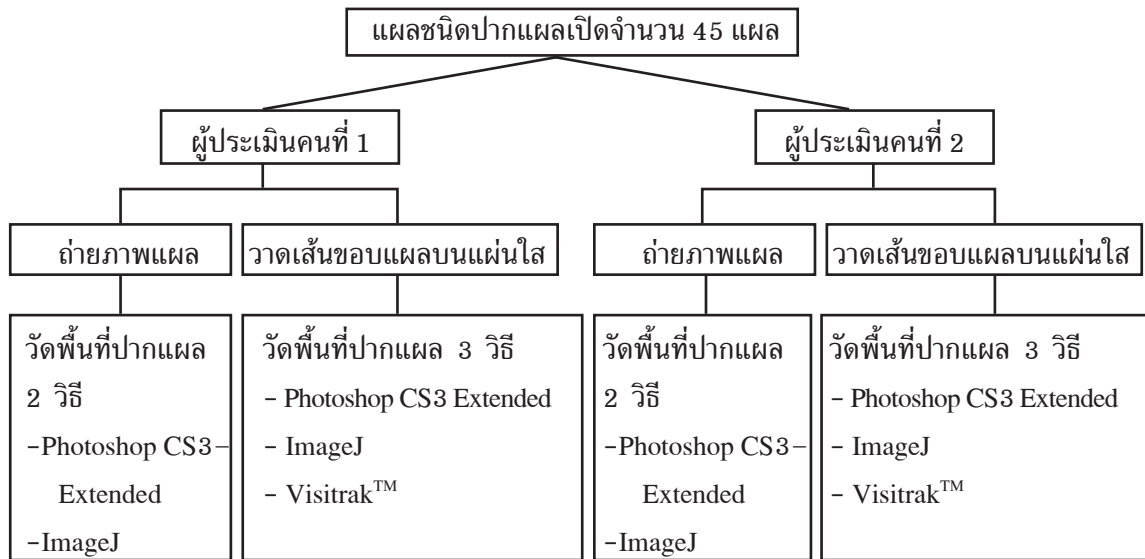 แผลชนิดปากแผลเปิดจำนวน 45 แผล
ผู้ประเมินคนที่ 1
ผู้ประเมินคนที่ 2
ถ่ายภาพแผล
วาดเส้นขอบแผลบนแผ่นใส
ถ่ายภาพแผล
วาดเส้นขอบแผลบนแผ่นใส
วัดพื้นที่ปากแผล
2 วิธี
-Photoshop CS3-
Extended
-ImageJ
วัดพื้นที่ปากแผล 3 วิธี
- Photoshop CS3 Extended
- ImageJ
- Visitrak™
วัดพื้นที่ปากแผล
2 วิธี
-Photoshop CS3-
Extended
-ImageJ
วัดพื้นที่ปากแผล 3 วิธี
- Photoshop CS3 Extended
- ImageJ
- Visitrak™